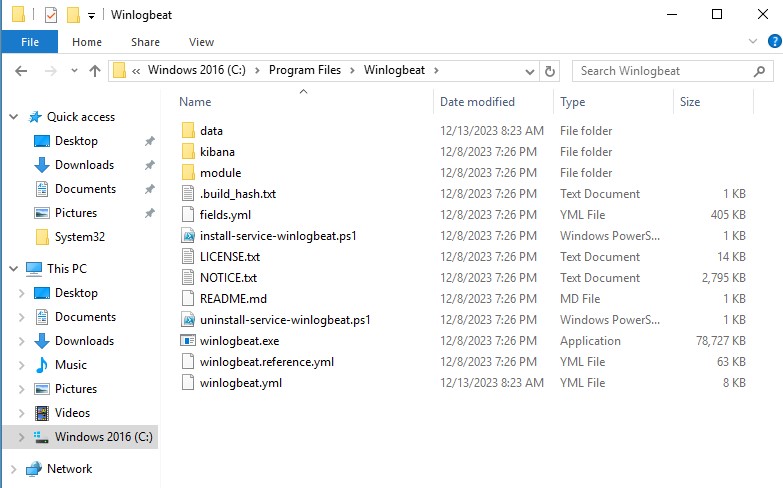 Winlogbeat
File Home Share View
« Windows 2016 (C:) > Program Files > Winlogbeat > Search Winlogbeat
Name Date modified Type Size
Quick access
Desktop
Downloads
Documents
Pictures
System32
This PC
Desktop
Documents
Downloads
Music
Pictures
Videos
Windows 2016 (C:)
Network
data 12/13/2023 8:23 AM File folder
kibana 12/8/2023 7:26 PM File folder
module 12/8/2023 7:26 PM File folder
.build_hash.txt 12/8/2023 7:26 PM Text Document 1 KB
fields.yml 12/8/2023 7:26 PM YML File 405 KB
install-service-winlogbeat.ps1 12/8/2023 7:26 PM Windows PowerS... 1 KB
LICENSE.txt 12/8/2023 7:26 PM Text Document 14 KB
NOTICE.txt 12/8/2023 7:26 PM Text Document 2,795 KB
README.md 12/8/2023 7:26 PM MD File 1 KB
uninstall-service-winlogbeat.ps1 12/8/2023 7:26 PM Windows PowerS... 1 KB
winlogbeat.exe 12/8/2023 7:26 PM Application 78,727 KB
winlogbeat.reference.yml 12/8/2023 7:26 PM YML File 63 KB
winlogbeat.yml 12/13/2023 8:23 AM YML File 8 KB